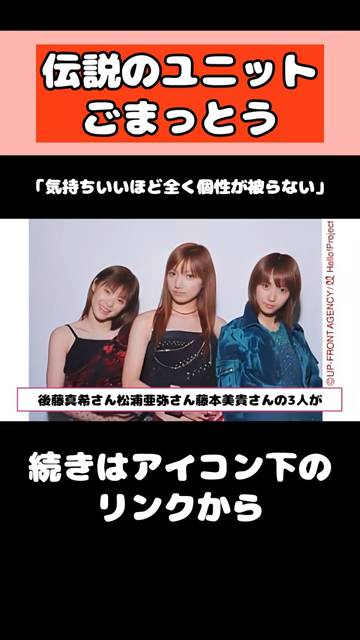 伝説のユニット
ごまっとう
「気持ちいいほど全く個性が被らない」
©UP-FRONT AGENCY/ Hello!Project
後藤真希さん松浦亜弥さん藤本美貴さんの3人が
続きはアイコン下の
リンクから